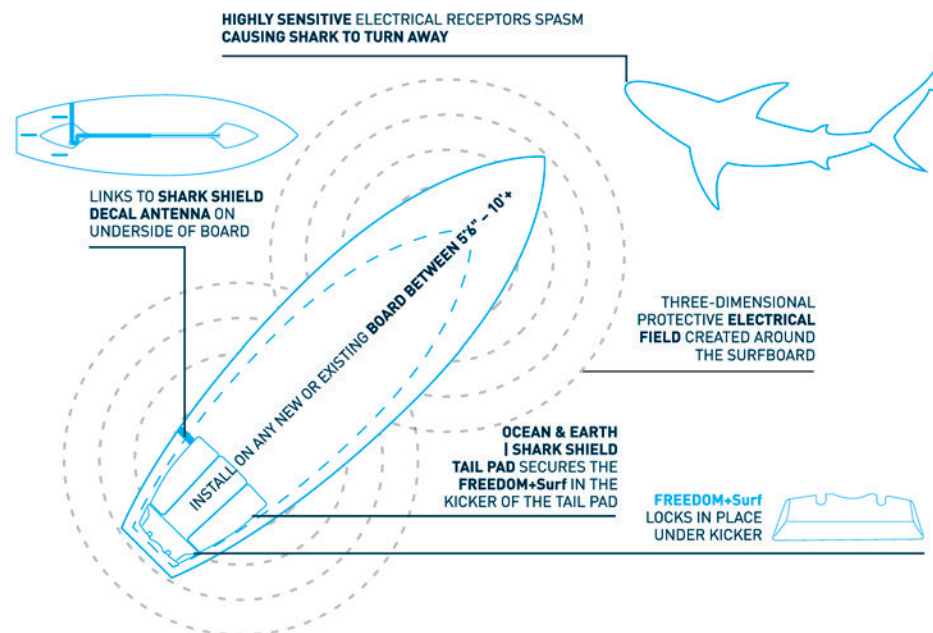 HIGHLY SENSITIVE ELECTRICAL RECEPTORS SPASM
CAUSING SHARK TO TURN AWAY
LINKS TO SHARK SHIELD
DECAL ANTENNA ON
UNDERSIDE OF BOARD
INSTALL ON ANY NEW OR EXISTING BOARD BETWEEN 5'6" – 10'+
THREE-DIMENSIONAL
PROTECTIVE ELECTRICAL
FIELD CREATED AROUND
THE SURFBOARD
OCEAN & EARTH
| SHARK SHIELD
TAIL PAD SECURES THE
FREEDOM+Surf IN THE
KICKER OF THE TAIL PAD
FREEDOM+Surf
LOCKS IN PLACE
UNDER KICKER